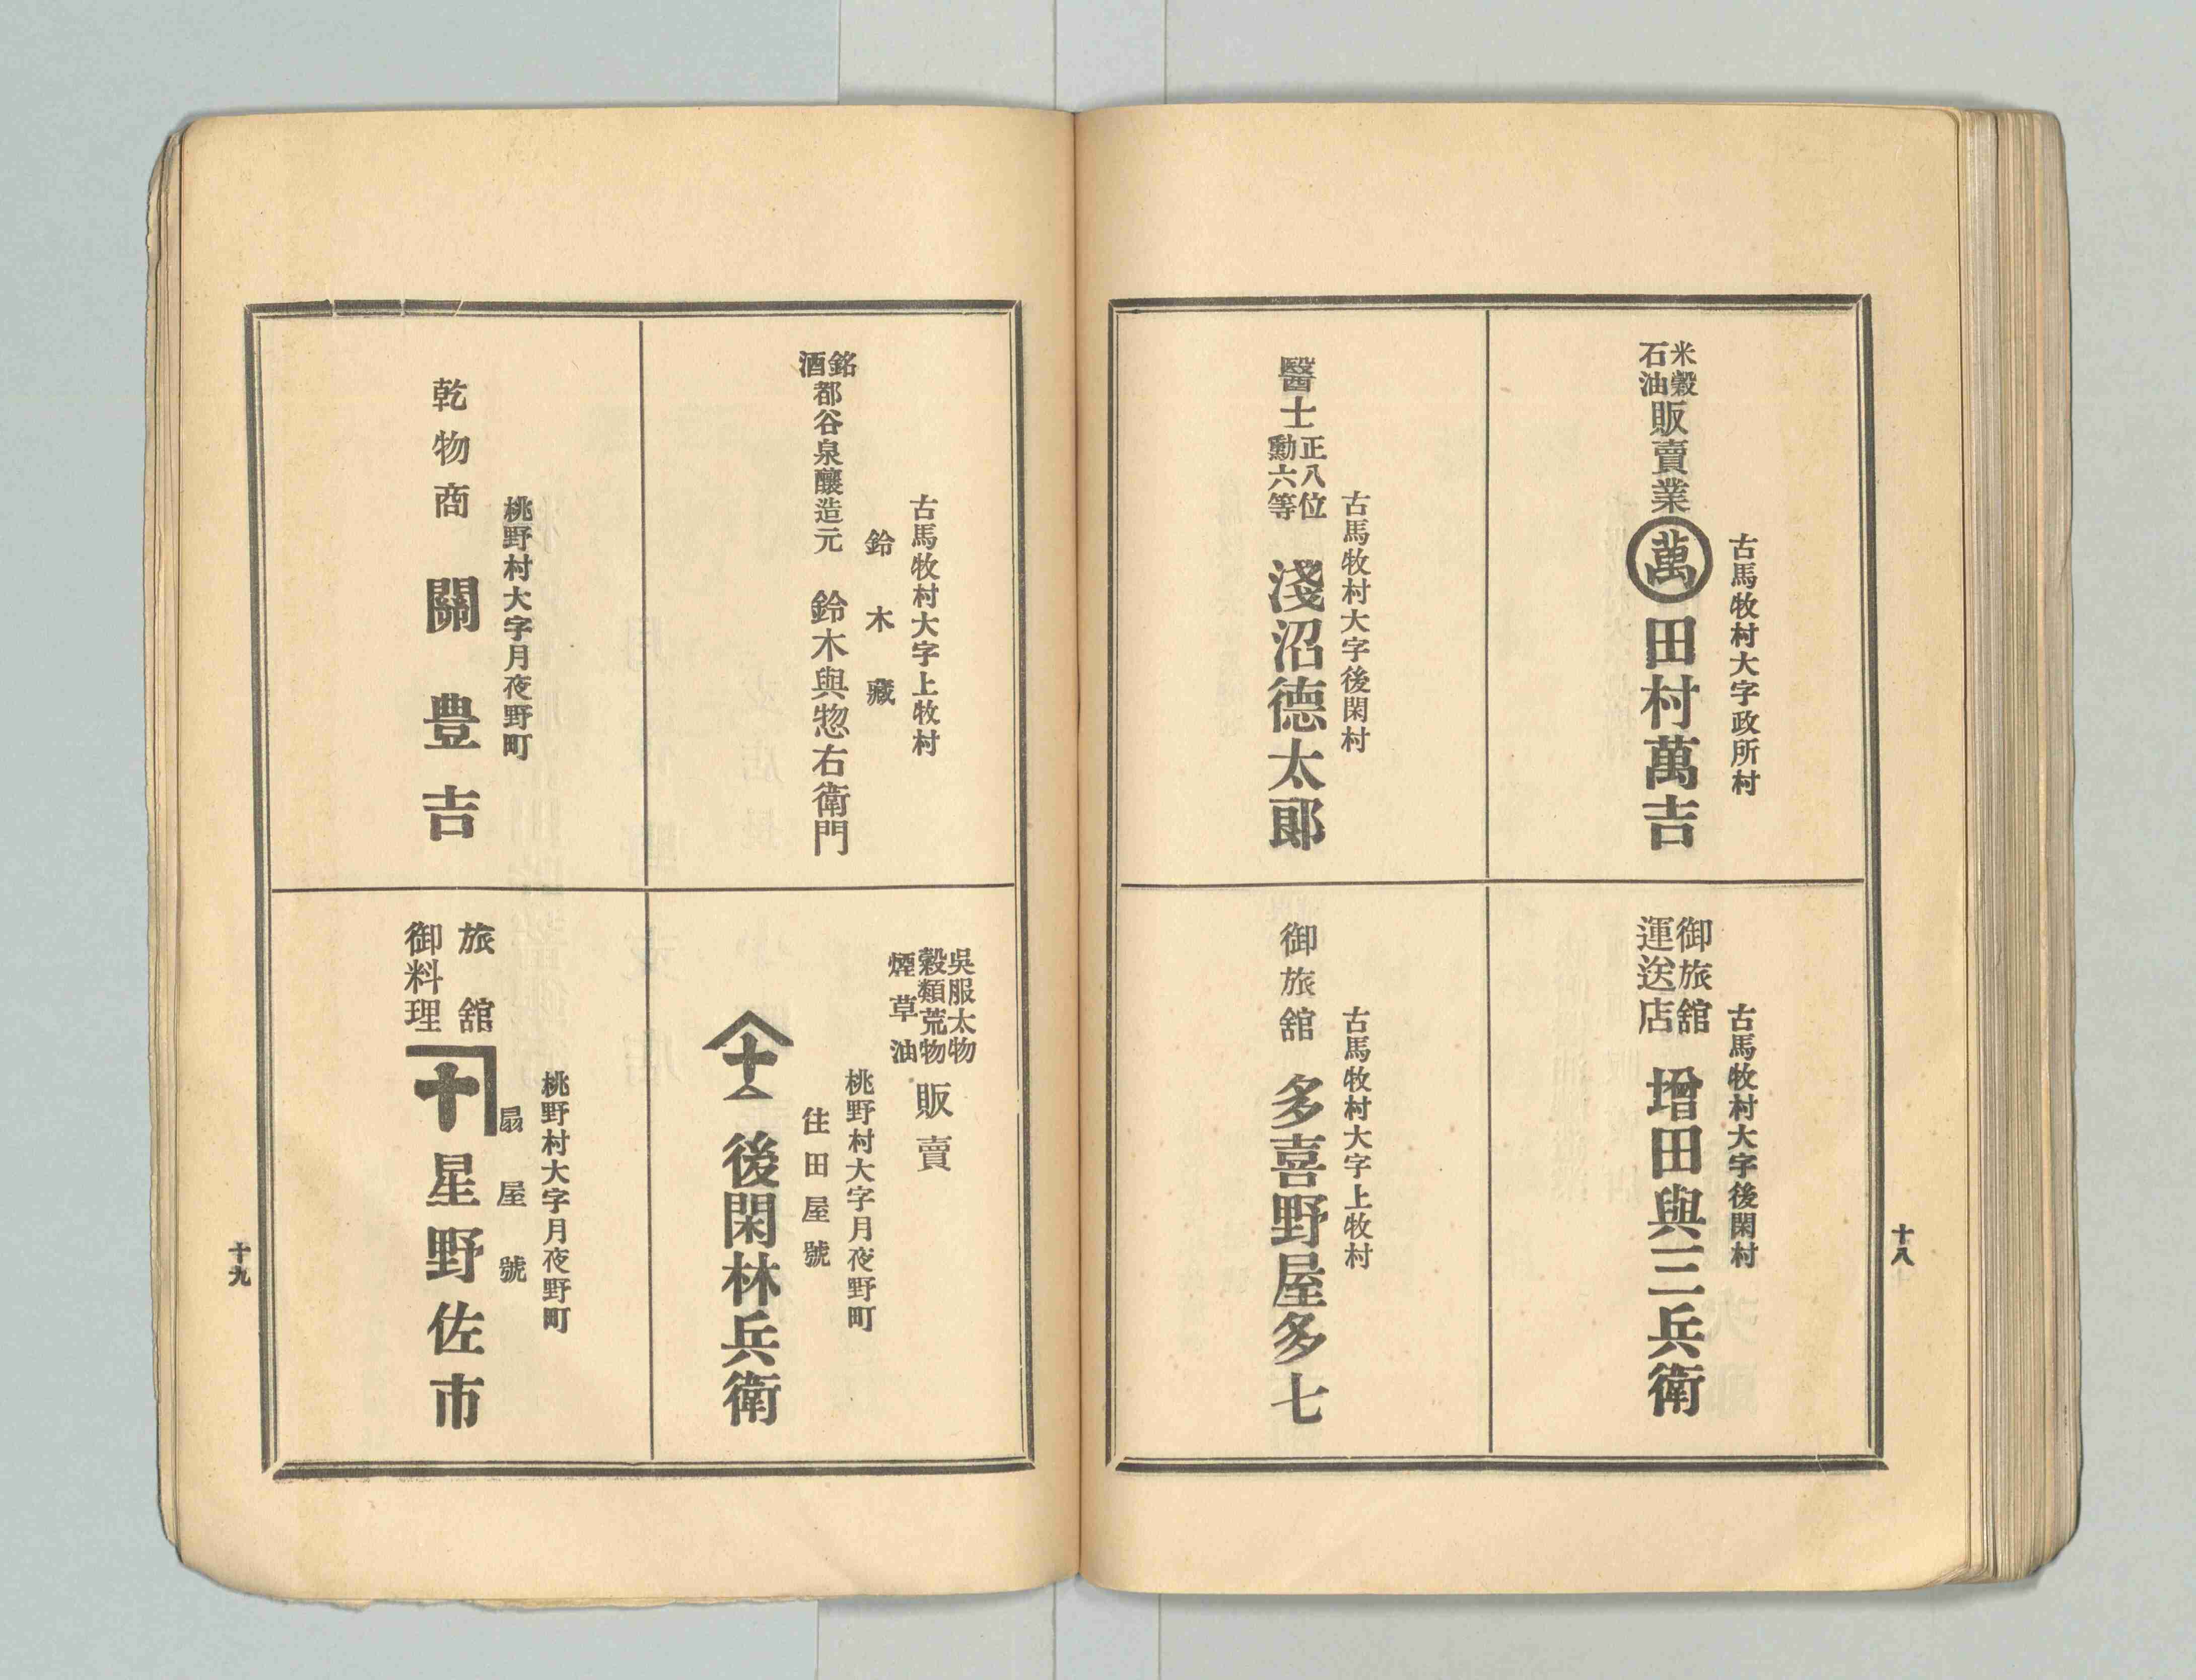 古馬牧村大字政所村
米穀
石油
販賣業 萬 田村萬吉
古馬牧村大字後閑村
御旅舘
運送店
增田與三兵衛
古馬牧村大字後閑村
醫士
正八位
勳六等
淺沼德太郎
古馬牧村大字上牧村
御旅舘 多喜野屋多七
十八
古馬牧村大字上牧村
鈴木藏
銘酒
都谷泉釀造元 鈴木與惣右衛門
吳服太物
穀類荒物
煙草油
販賣
桃野村大字月夜野町
住田屋號
十 後閑林兵衛
桃野村大字月夜野町
乾物商 關豊吉
桃野村大字月夜野町
扇屋號
旅舘
御料理
十 星野佐市
十九